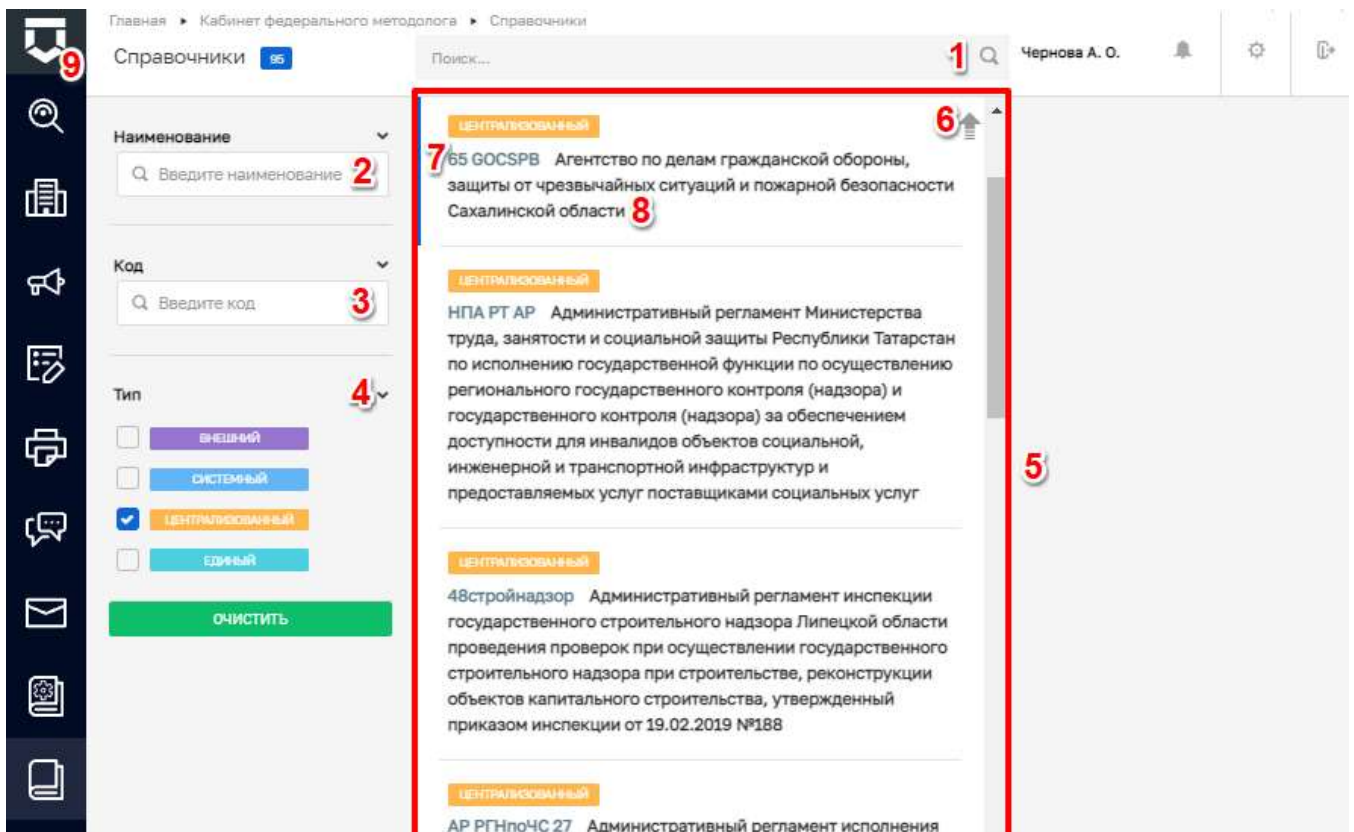 Главная ▸ Кабинет федерального методолога ▸ Справочники
Справочники 95
Поиск...
1
Чернова А. О.
9
Наименование
Введите наименование 2
Код
Введите код 3
Тип 4
ВНЕШНИЙ
СИСТЕМНЫЙ
ЦЕНТРАЛИЗОВАННЫЙ
ЕДИНЫЙ
ОЧИСТИТЬ
ЦЕНТРАЛИЗОВАННЫЙ
6
7
65 GOCSPB Агентство по делам гражданской обороны,
защиты от чрезвычайных ситуаций и пожарной безопасности
Сахалинской области 8
ЦЕНТРАЛИЗОВАННЫЙ
НПА РТ АР Административный регламент Министерства
труда, занятости и социальной защиты Республики Татарстан
по исполнению государственной функции по осуществлению
регионального государственного контроля (надзора) и
государственного контроля (надзора) за обеспечением
доступности для инвалидов объектов социальной,
инженерной и транспортной инфраструктур и
предоставляемых услуг поставщиками социальных услуг
5
ЦЕНТРАЛИЗОВАННЫЙ
48стройнадзор Административный регламент инспекции
государственного строительного надзора Липецкой области
проведения проверок при осуществлении государственного
строительного надзора при строительстве, реконструкции
объектов капитального строительства, утвержденный
приказом инспекции от 19.02.2019 №188
ЦЕНТРАЛИЗОВАННЫЙ
АР РГНпоЧС 27 Административный регламент исполнения